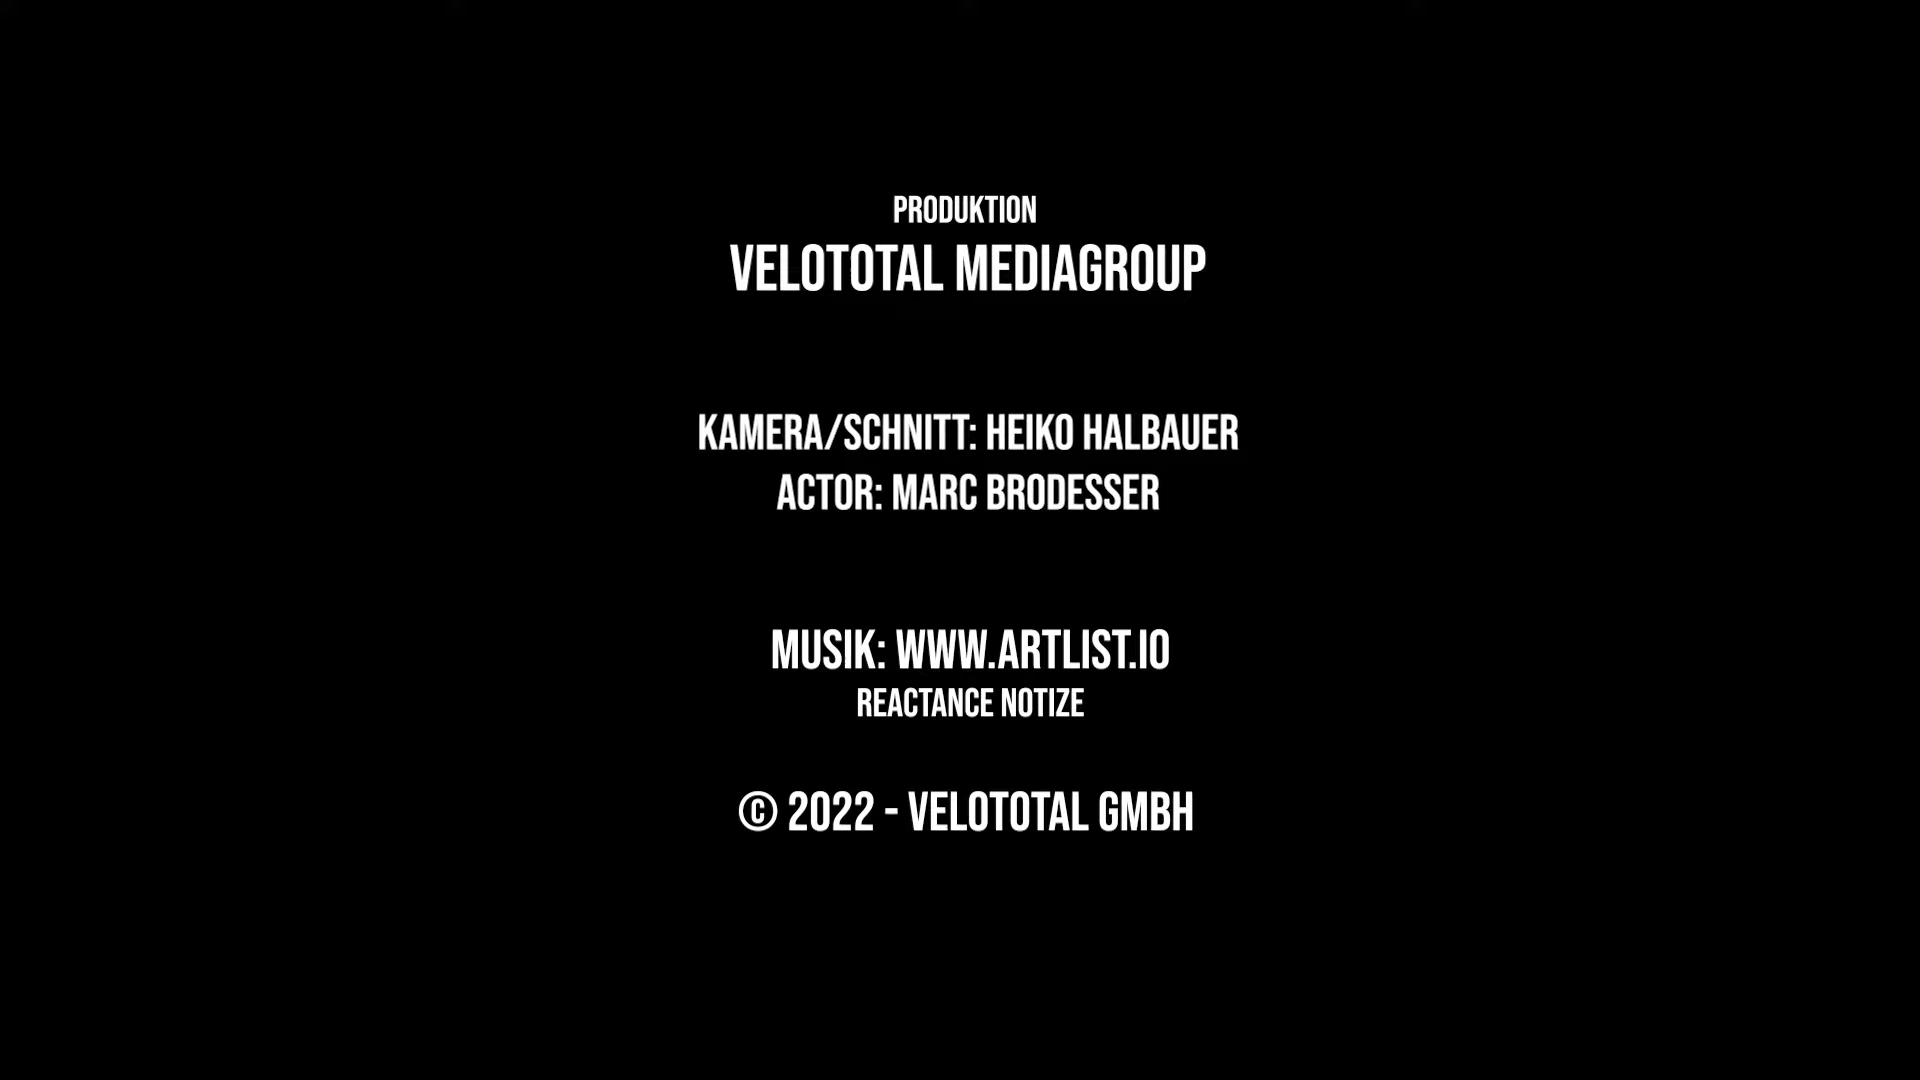 PRODUKTION
VELOTOTAL MEDIAGROUP
KAMERA/SCHNITT: HEIKO HALBAUER
ACTOR: MARC BRODESSER
MUSIK: WWW.ARTLIST.IO
REACTANCE NOTIZE
© 2022 - VELOTOTAL GMBH